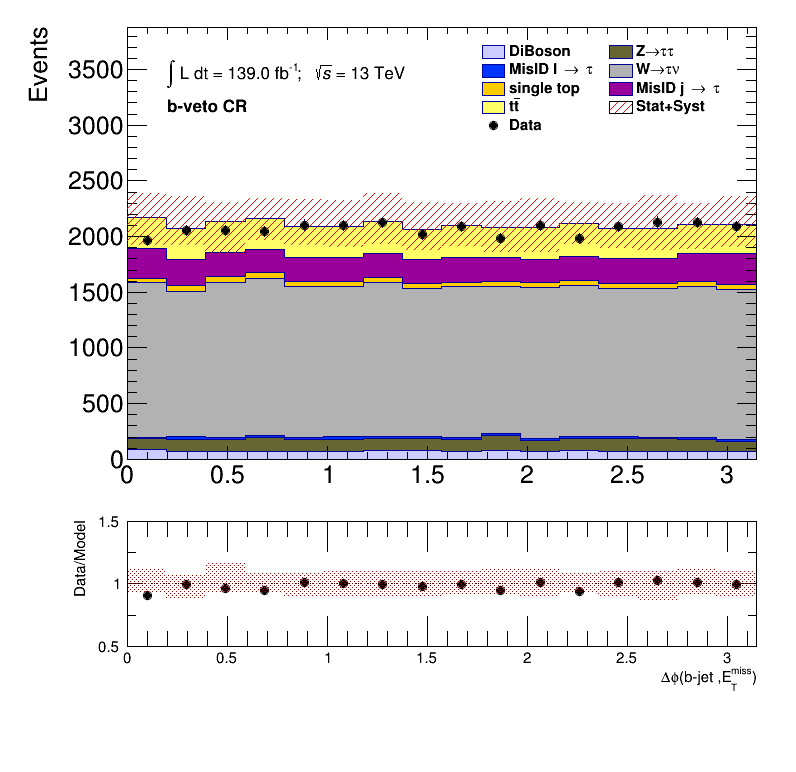 Events
3500
3000
2500
2000
1500
1000
500
0
∫ L dt = 139.0 fb⁻¹; √s = 13 TeV
b-veto CR
DiBoson
MisID l → τ
single top
tt̄
Data
Z→ττ
W→τν
MisID j → τ
Stat+Syst
0 0.5 1 1.5 2 2.5 3
Data/Model
1.5
1
0.5
0 0.5 1 1.5 2 2.5 3
Δϕ(b-jet ,E_T^miss)